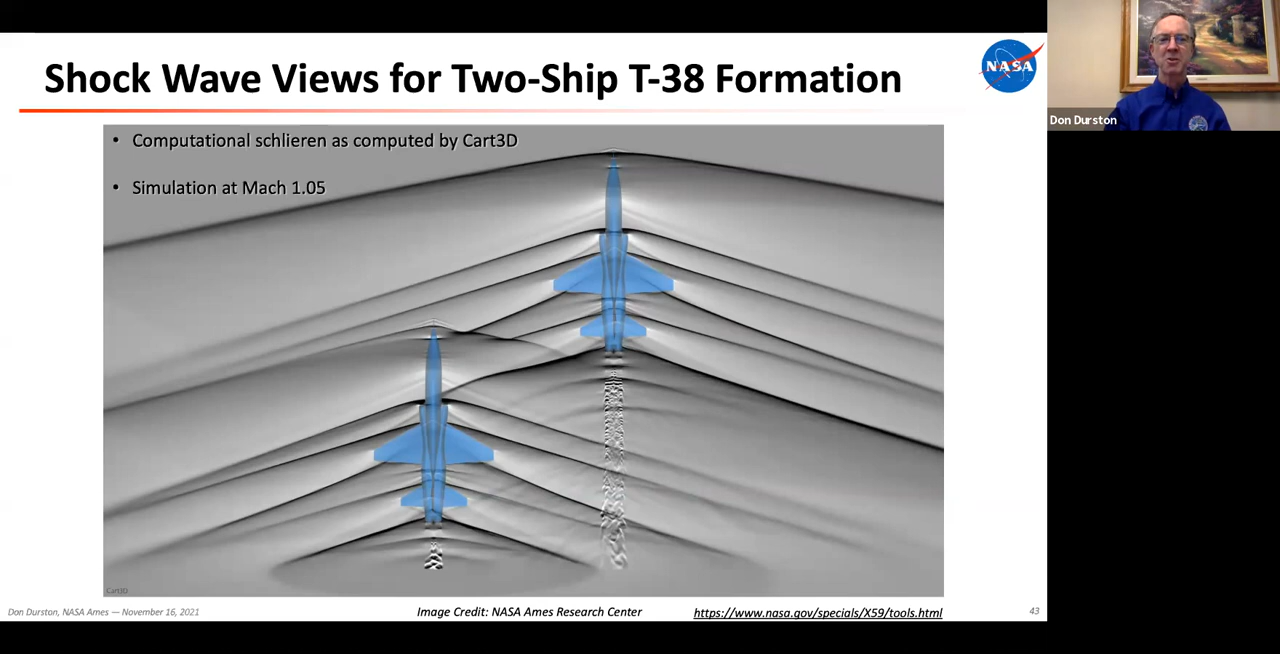 Shock Wave Views for Two-Ship T-38 Formation
NASA
Don Durston
• Computational schlieren as computed by Cart3D
• Simulation at Mach 1.05
Cart3D
Don Durston, NASA Ames — November 16, 2021
Image Credit: NASA Ames Research Center
https://www.nasa.gov/specials/X59/tools.html
43